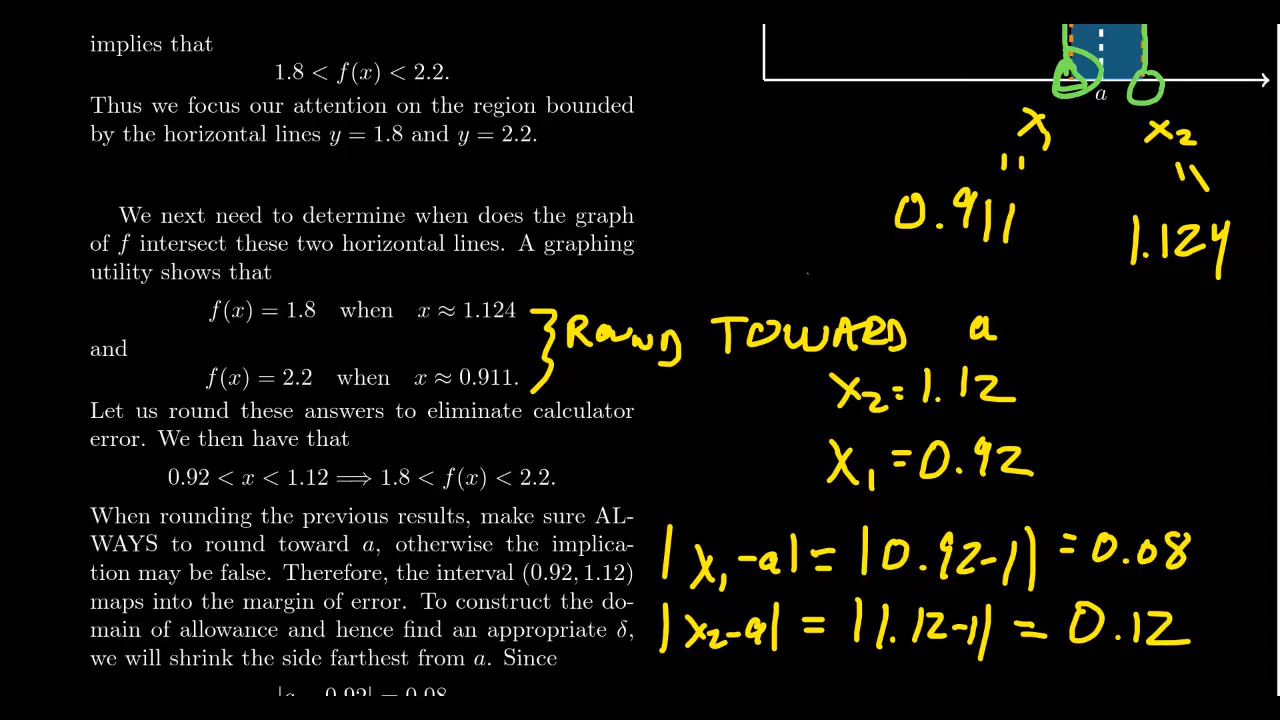 implies that
1.8 < f(x) < 2.2.
Thus we focus our attention on the region bounded
by the horizontal lines y = 1.8 and y = 2.2.
We next need to determine when does the graph
of f intersect these two horizontal lines. A graphing
utility shows that
f(x) = 1.8 when x ≈ 1.124
and
f(x) = 2.2 when x ≈ 0.911.
Let us round these answers to eliminate calculator
error. We then have that
0.92 < x < 1.12 ⟹ 1.8 < f(x) < 2.2.
When rounding the previous results, make sure AL-
WAYS to round toward a, otherwise the implica-
tion may be false. Therefore, the interval (0.92, 1.12)
maps into the margin of error. To construct the do-
main of allowance and hence find an appropriate δ,
we will shrink the side farthest from a. Since
|a − 0.92| = 0.08
a
x₁ x₂
= =
0.911 1.124
} ROUND TOWARD a
x₂ = 1.12
x₁ = 0.92
|x₁ - a| = |0.92 - 1| = 0.08
|x₂ - a| = |1.12 - 1| = 0.12